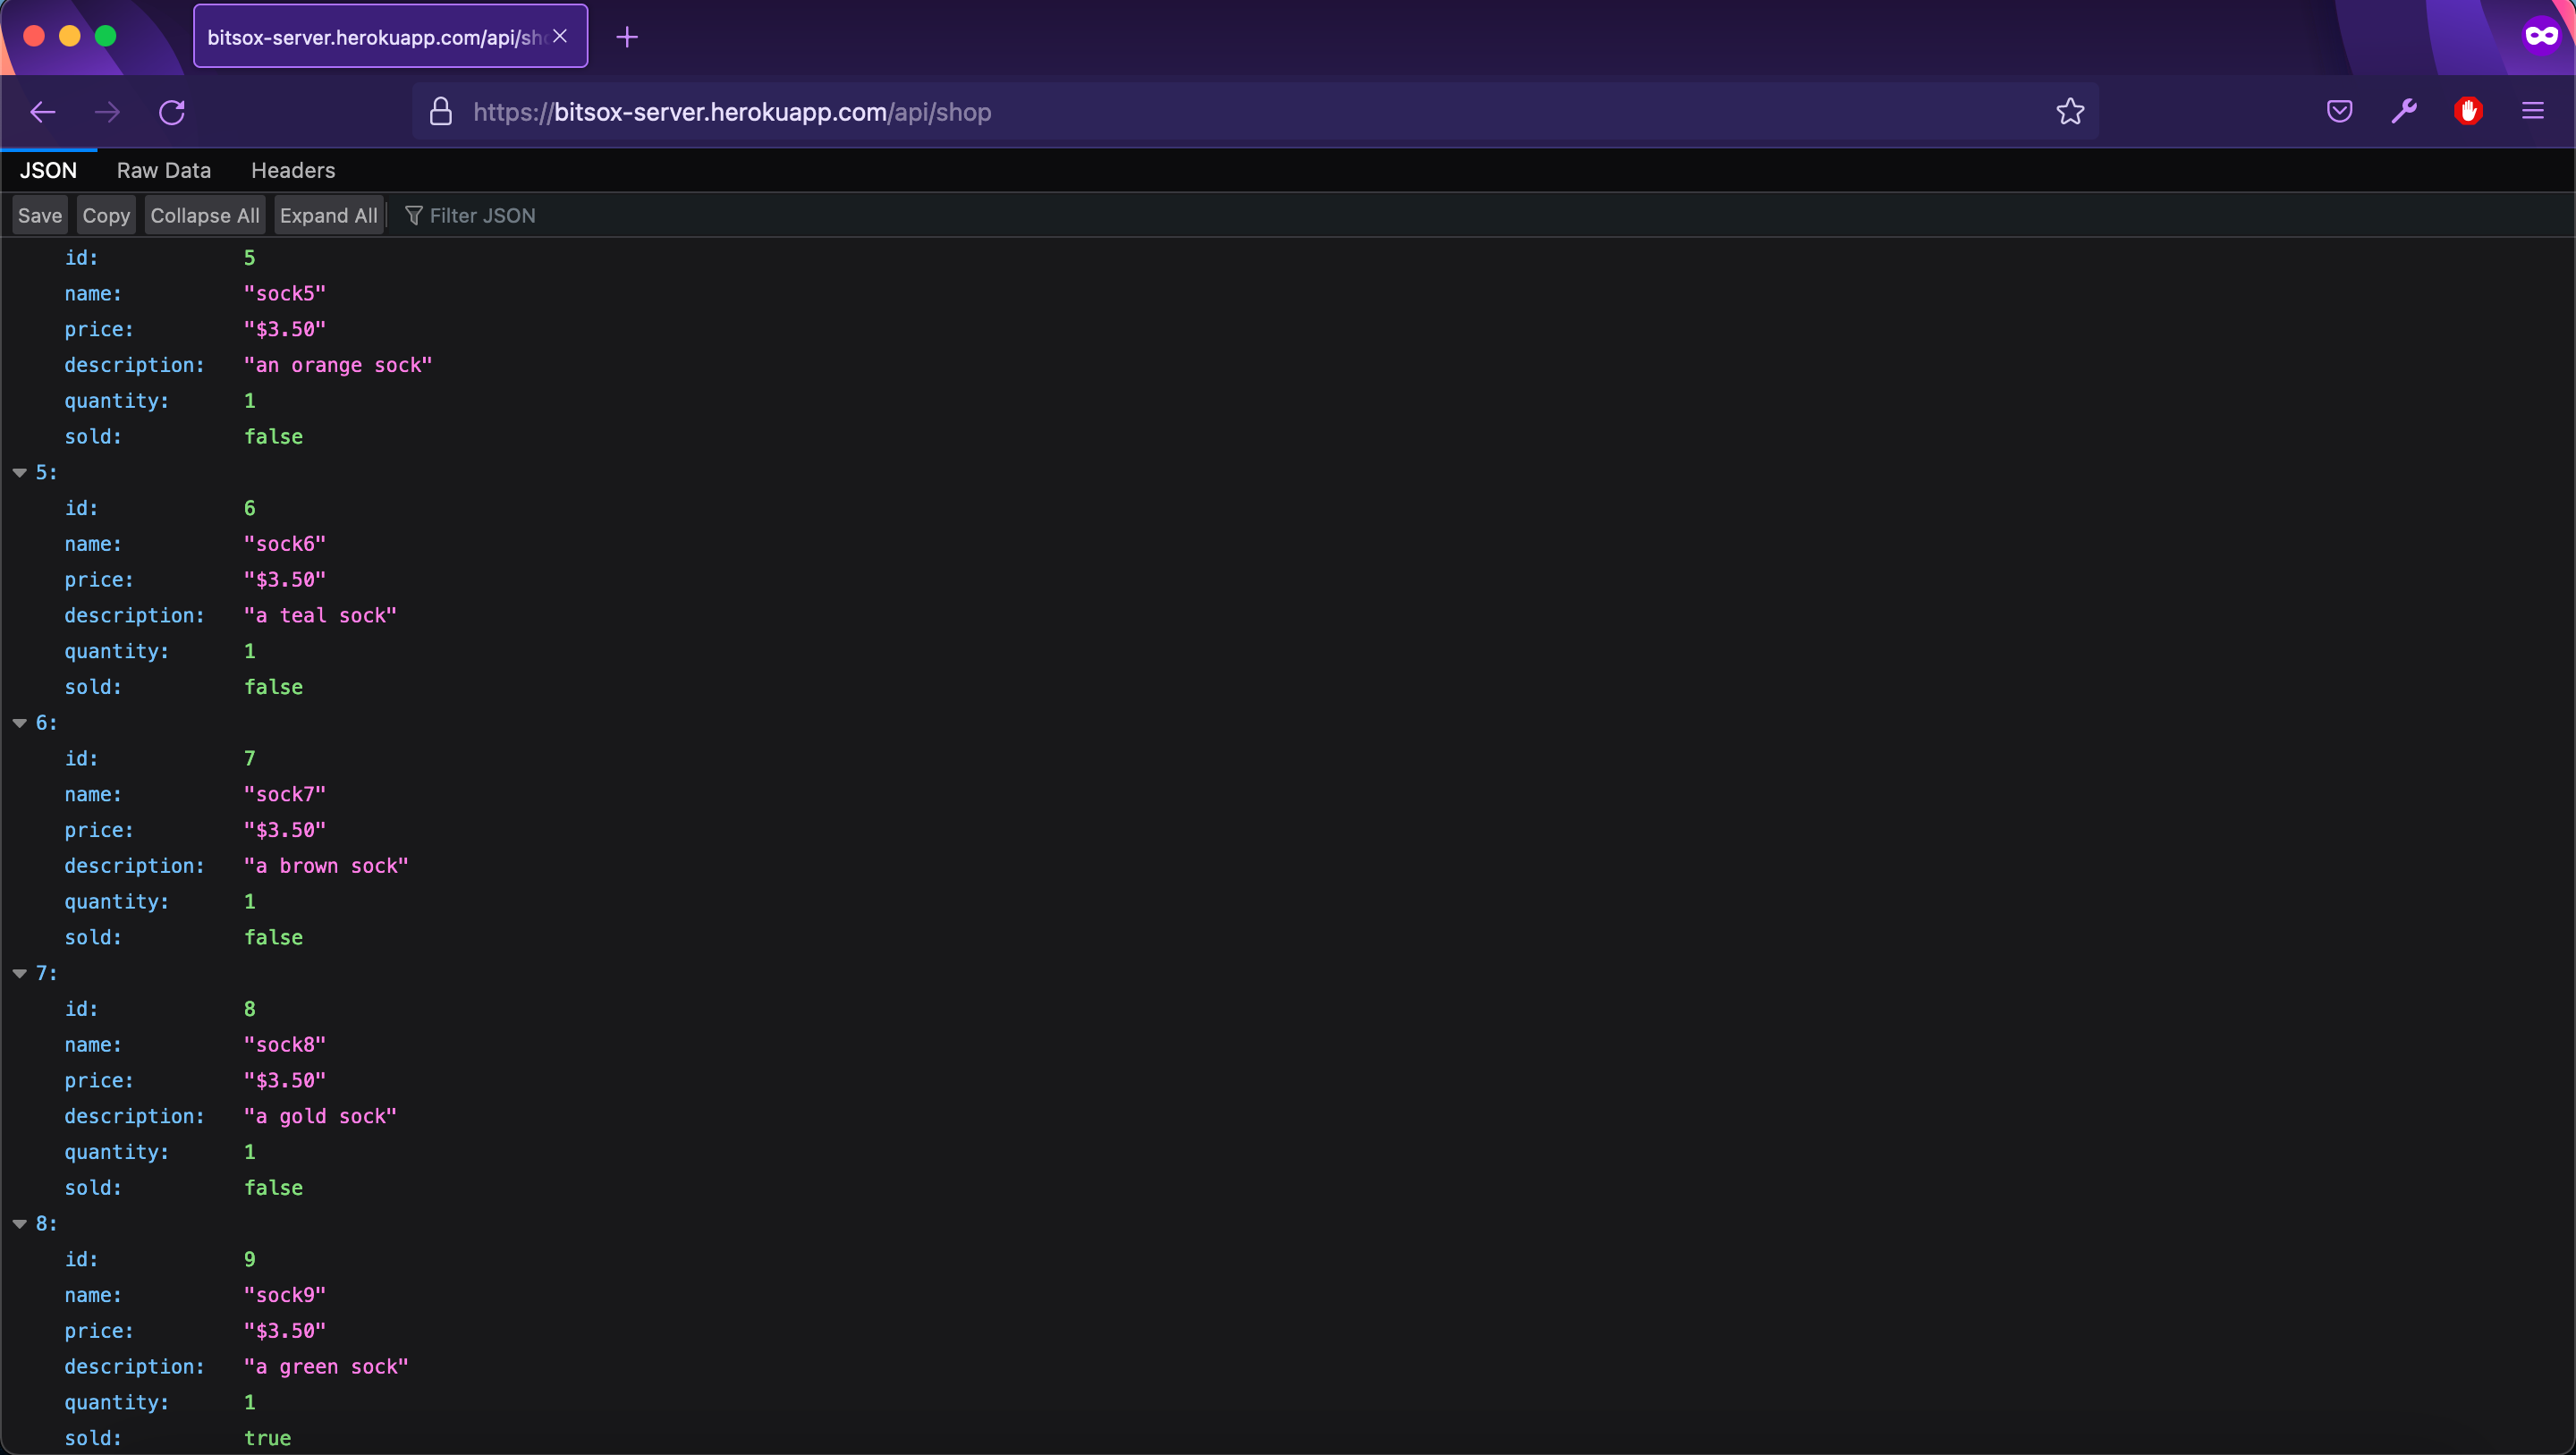 bitsox-server.herokuapp.com/api/sh
https://bitsox-server.herokuapp.com/api/shop
JSON Raw Data Headers
Save Copy Collapse All Expand All Filter JSON
id: 5
name: "sock5"
price: "$3.50"
description: "an orange sock"
quantity: 1
sold: false
5:
id: 6
name: "sock6"
price: "$3.50"
description: "a teal sock"
quantity: 1
sold: false
6:
id: 7
name: "sock7"
price: "$3.50"
description: "a brown sock"
quantity: 1
sold: false
7:
id: 8
name: "sock8"
price: "$3.50"
description: "a gold sock"
quantity: 1
sold: false
8:
id: 9
name: "sock9"
price: "$3.50"
description: "a green sock"
quantity: 1
sold: true